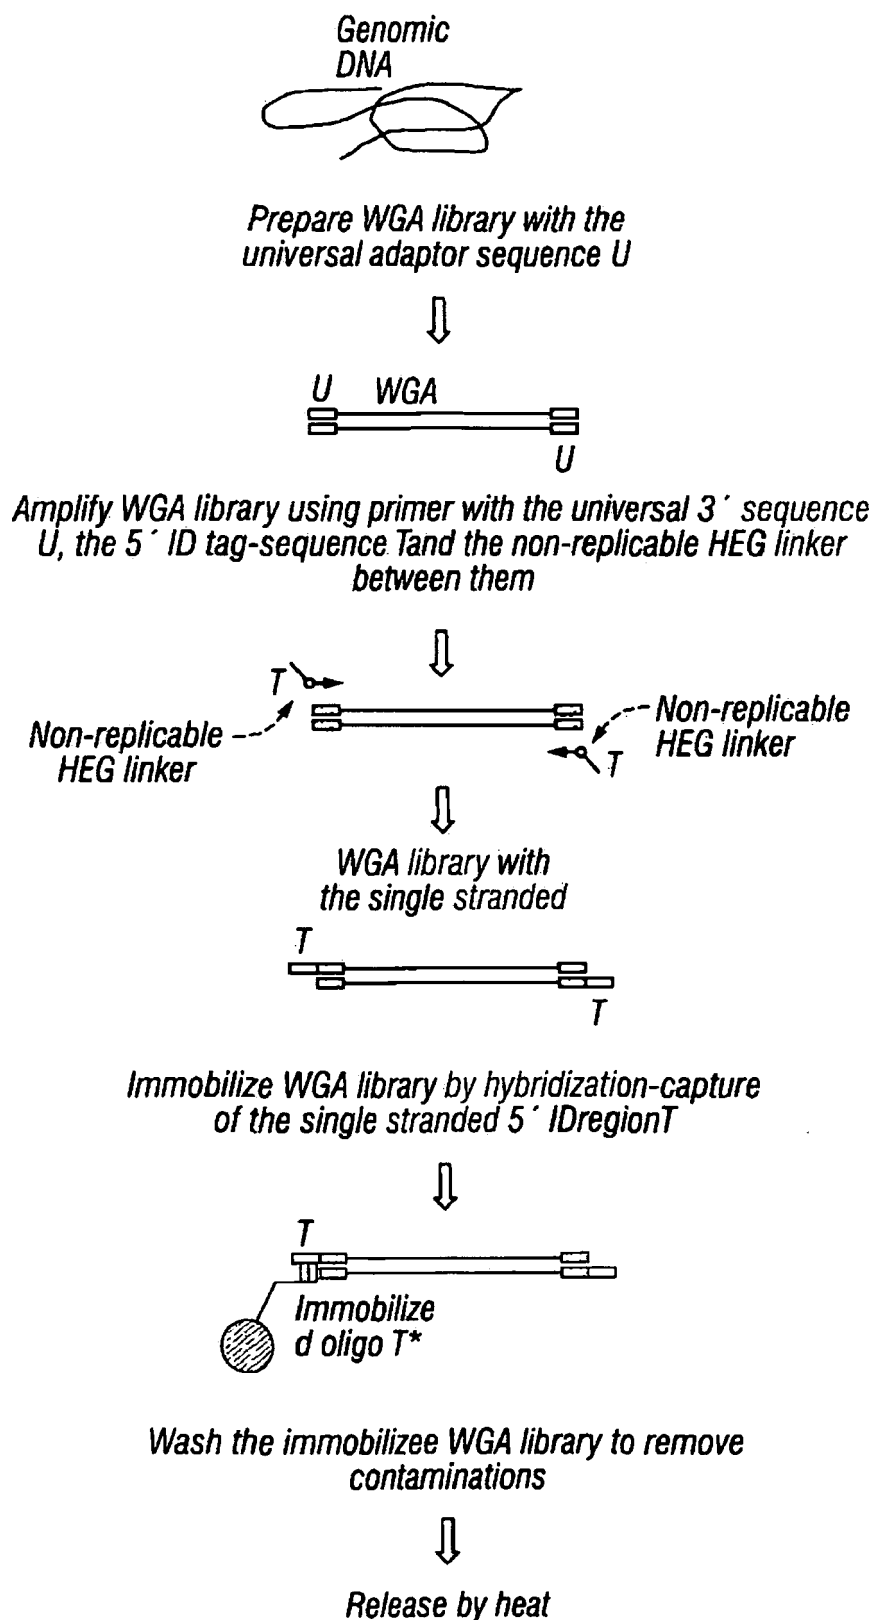 Genomic
DNA
Prepare WGA library with the
universal adaptor sequence U
U WGA
U
Amplify WGA library using primer with the universal 3´ sequence
U, the 5´ ID tag-sequence Tand the non-replicable HEG linker
between them
T
Non-replicable
HEG linker
Non-replicable
HEG linker
T
WGA library with
the single stranded
T
T
Immobilize WGA library by hybridization-capture
of the single stranded 5´ IDregionT
T
Immobilize
d oligo T*
Wash the immobilizee WGA library to remove
contaminations
Release by heat